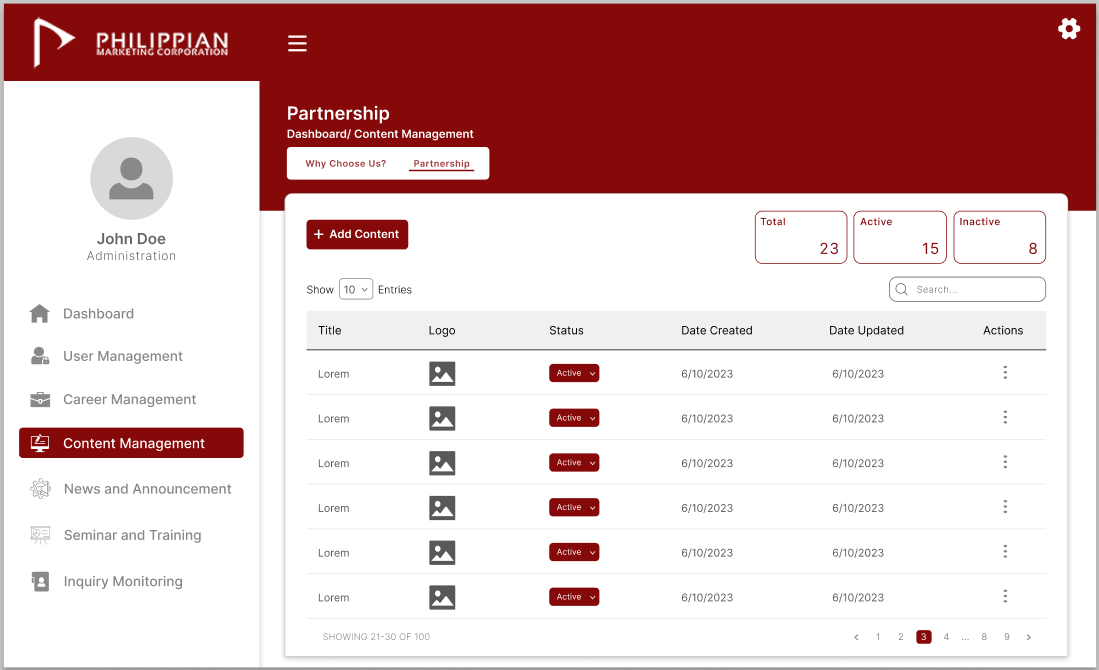 PHILIPPIAN
MARKETING CORPORATION
Partnership
Dashboard/ Content Management
Why Choose Us? Partnership
John Doe
Administration
Dashboard
User Management
Career Management
Content Management
News and Announcement
Seminar and Training
Inquiry Monitoring
+ Add Content
Total
23
Active
15
Inactive
8
Show 10 Entries
Search...
Title Logo Status Date Created Date Updated Actions
Lorem Active 6/10/2023 6/10/2023
Lorem Active 6/10/2023 6/10/2023
Lorem Active 6/10/2023 6/10/2023
Lorem Active 6/10/2023 6/10/2023
Lorem Active 6/10/2023 6/10/2023
Lorem Active 6/10/2023 6/10/2023
SHOWING 21-30 OF 100
< 1 2 3 4 ... 8 9 >